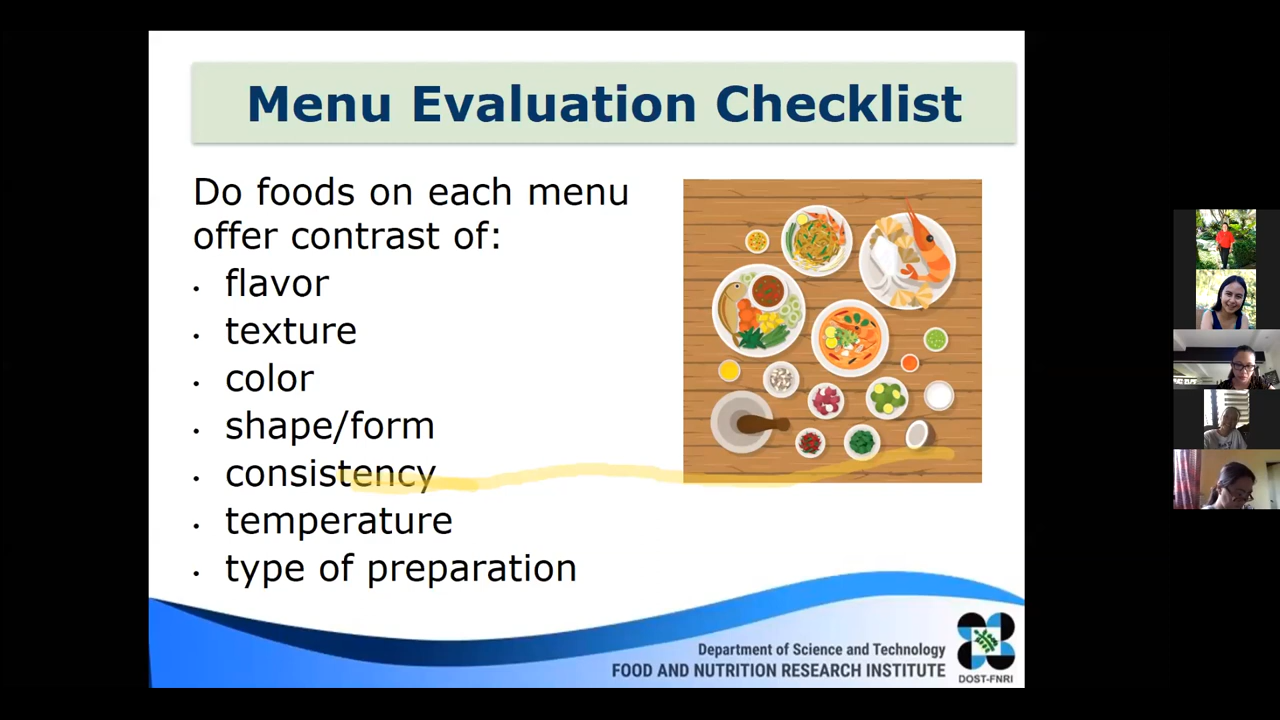 Menu Evaluation Checklist
Do foods on each menu
offer contrast of:
• flavor
• texture
• color
• shape/form
• consistency
• temperature
• type of preparation
Department of Science and Technology
FOOD AND NUTRITION RESEARCH INSTITUTE
DOST-FNRI